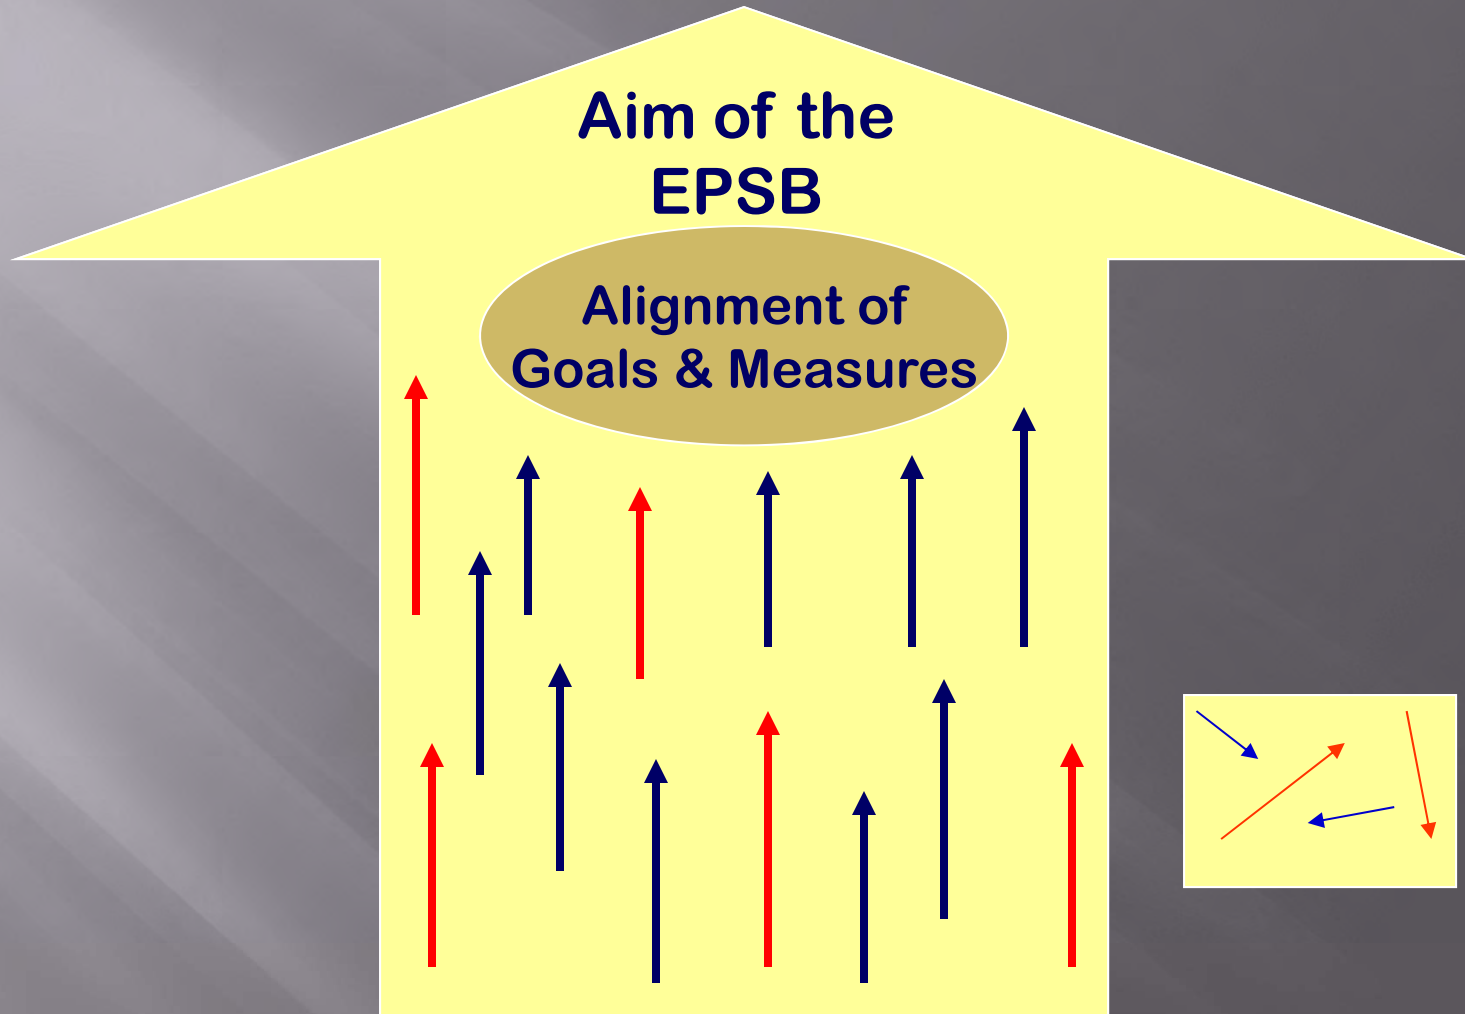 Aim of the
EPSB
Alignment of
Goals & Measures